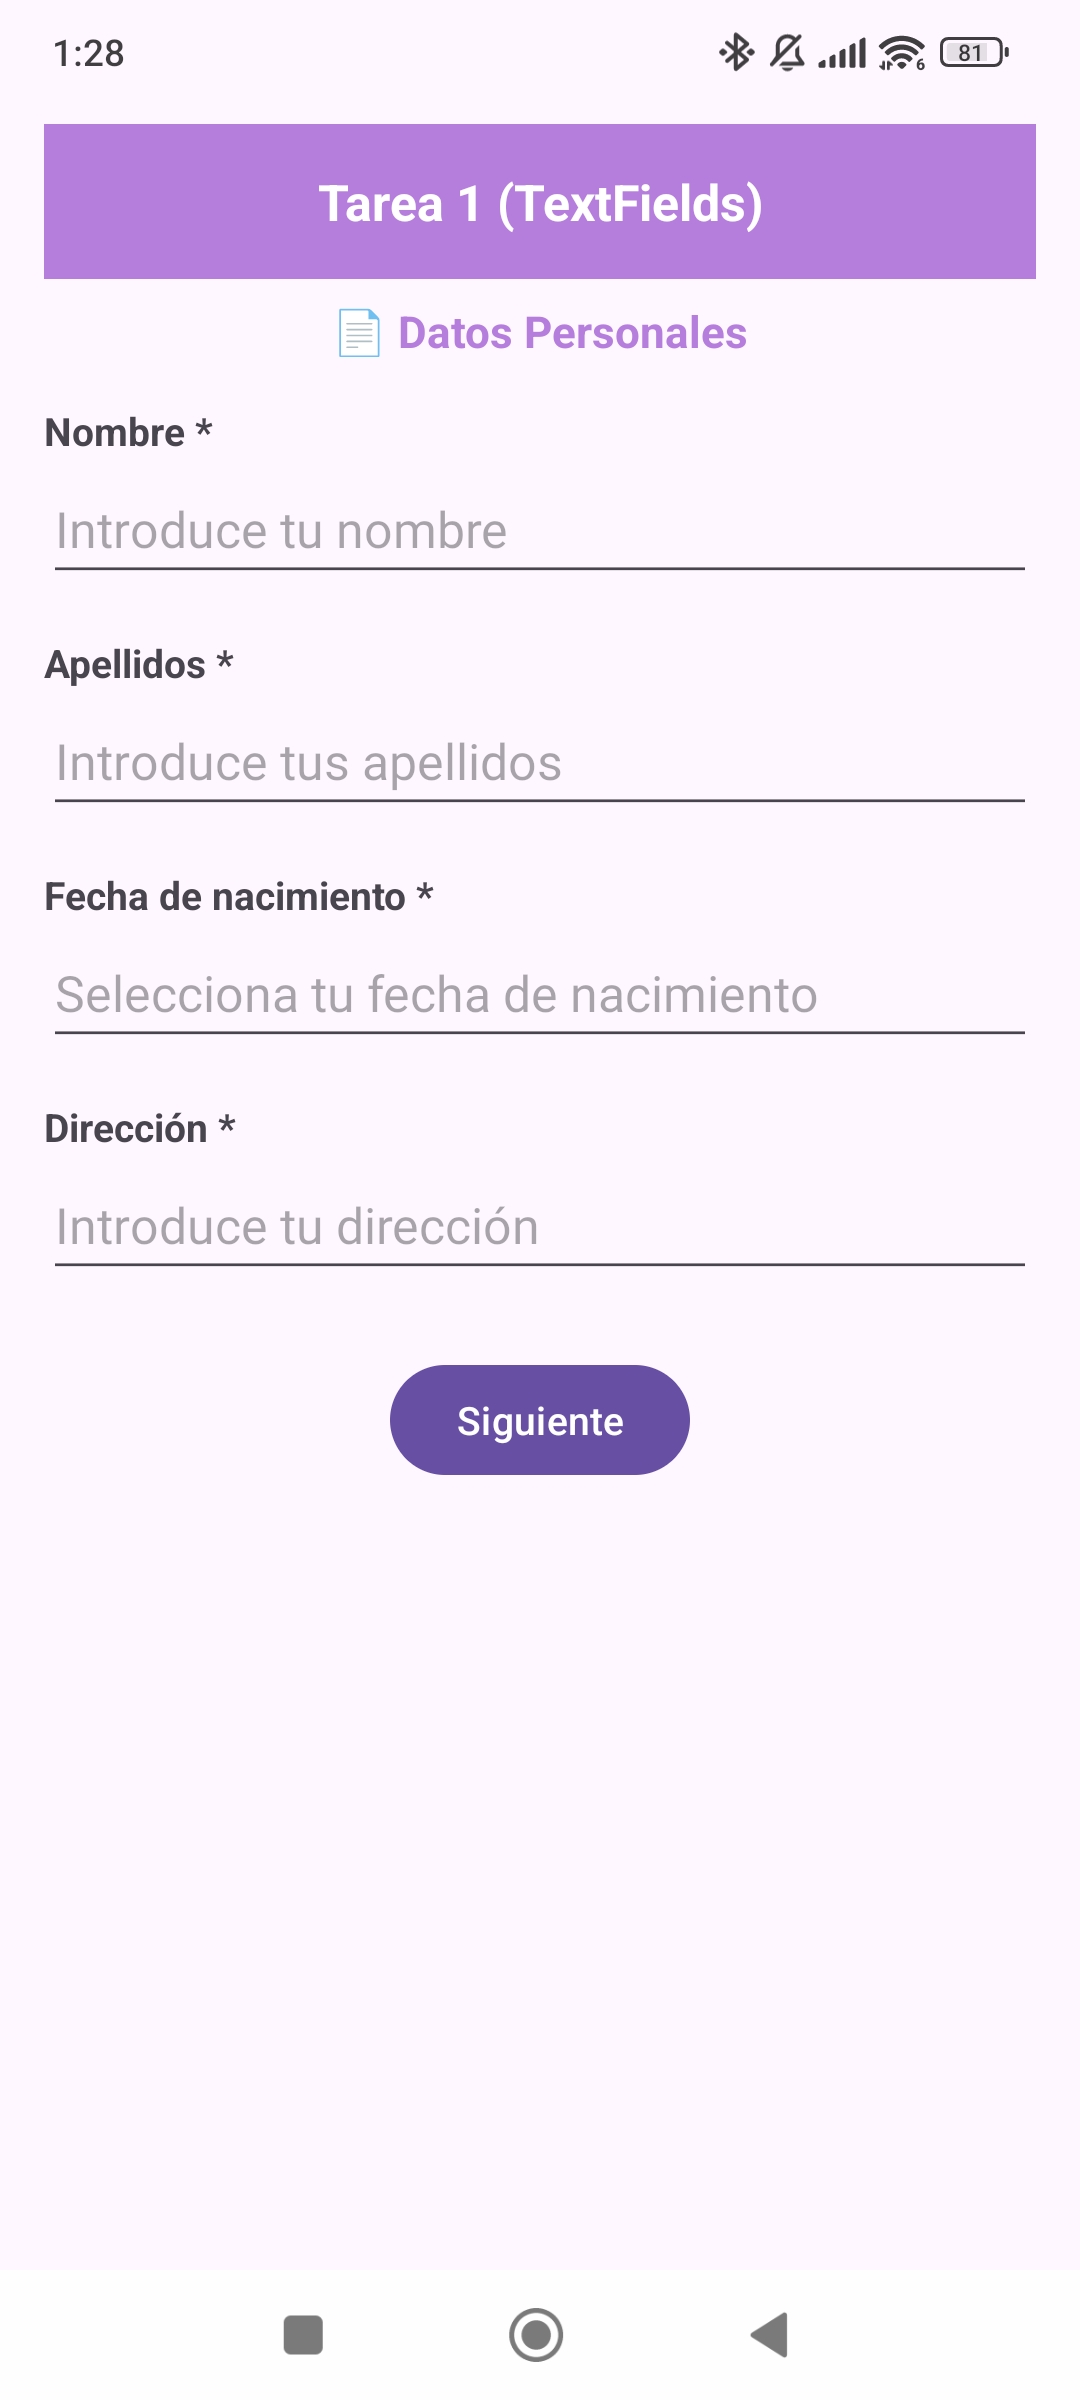 1:28
6
81
Tarea 1 (TextFields)
Datos Personales
Nombre *
Introduce tu nombre
Apellidos *
Introduce tus apellidos
Fecha de nacimiento *
Selecciona tu fecha de nacimiento
Dirección *
Introduce tu dirección
Siguiente